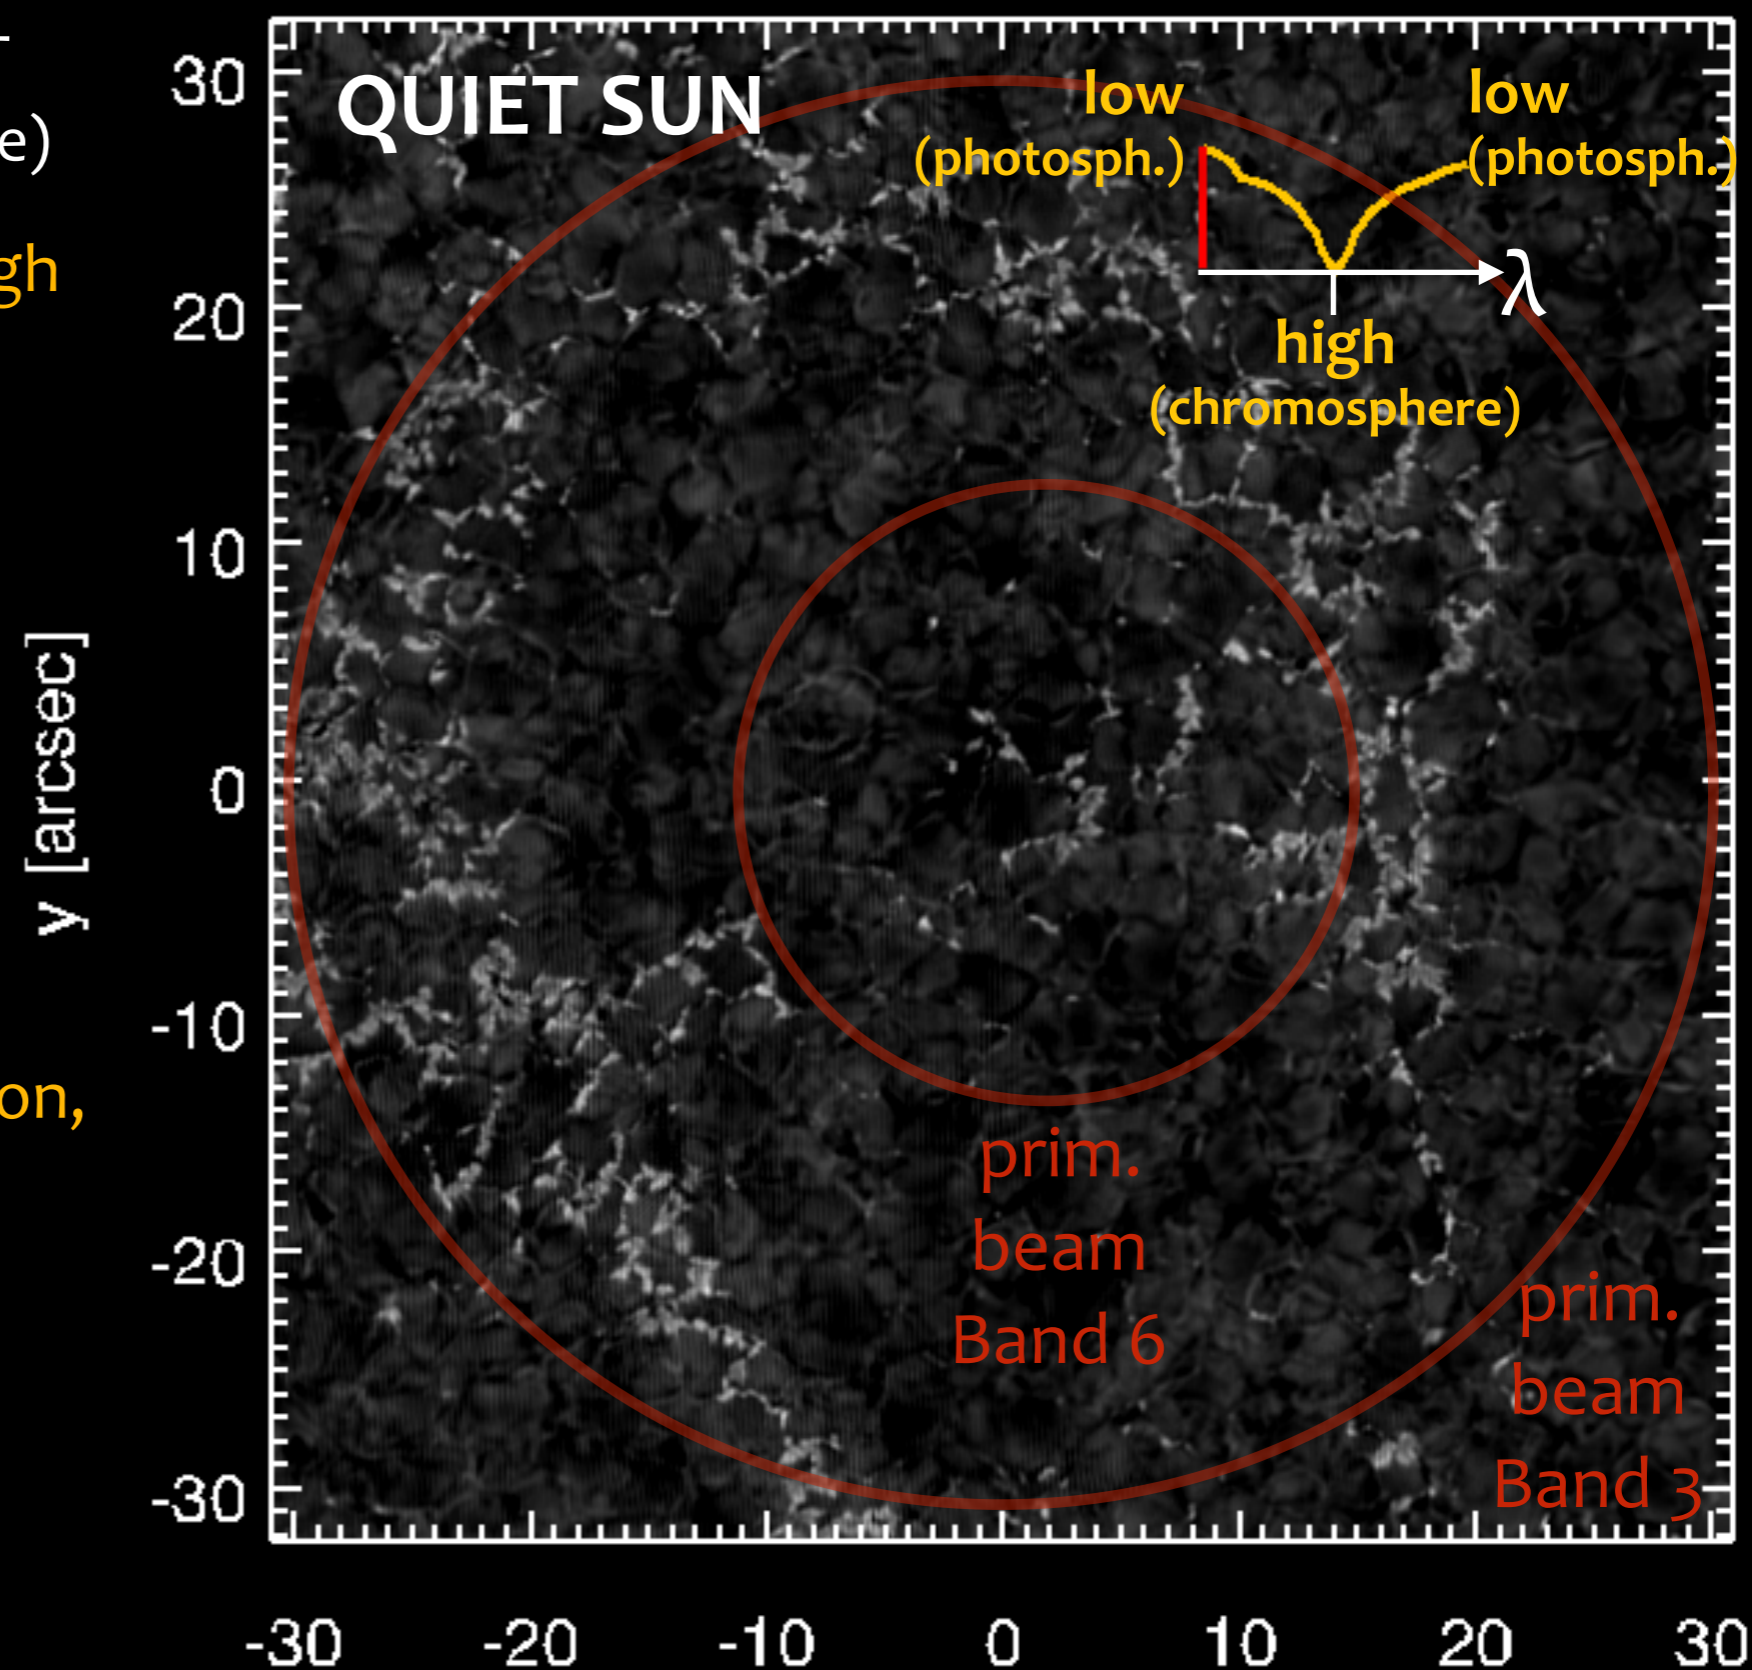 e)
gh
on,
QUIET SUN
low
(photosph.)
low
(photosph.)
λ
high
(chromosphere)
prim.
beam
Band 6
prim.
beam
Band 3
y [arcsec]
30
20
10
0
-10
-20
-30
-30 -20 -10 0 10 20 30